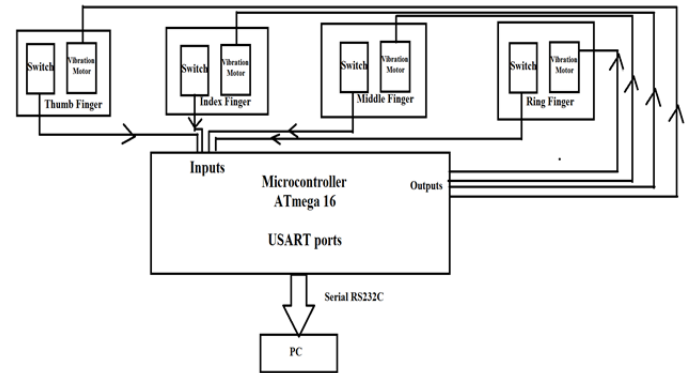 Switch
Vibration
Motor
Thumb Finger
Switch
Vibration
Motor
Index Finger
Switch
Vibration
Motor
Middle Finger
Switch
Vibration
Motor
Ring Finger
Inputs
Microcontroller
ATmega 16
Outputs
USART ports
Serial RS232C
PC